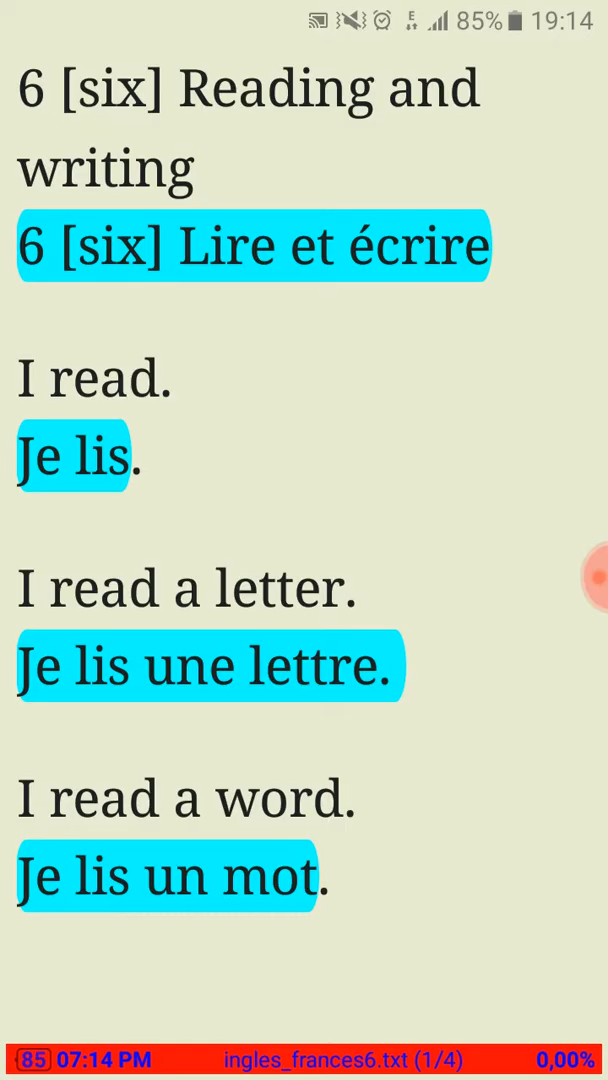 E 85% 19:14
6 [six] Reading and
writing
6 [six] Lire et écrire
I read.
Je lis.
I read a letter.
Je lis une lettre.
I read a word.
Je lis un mot.
85 07:14 PM ingles_frances6.txt (1/4) 0,00%